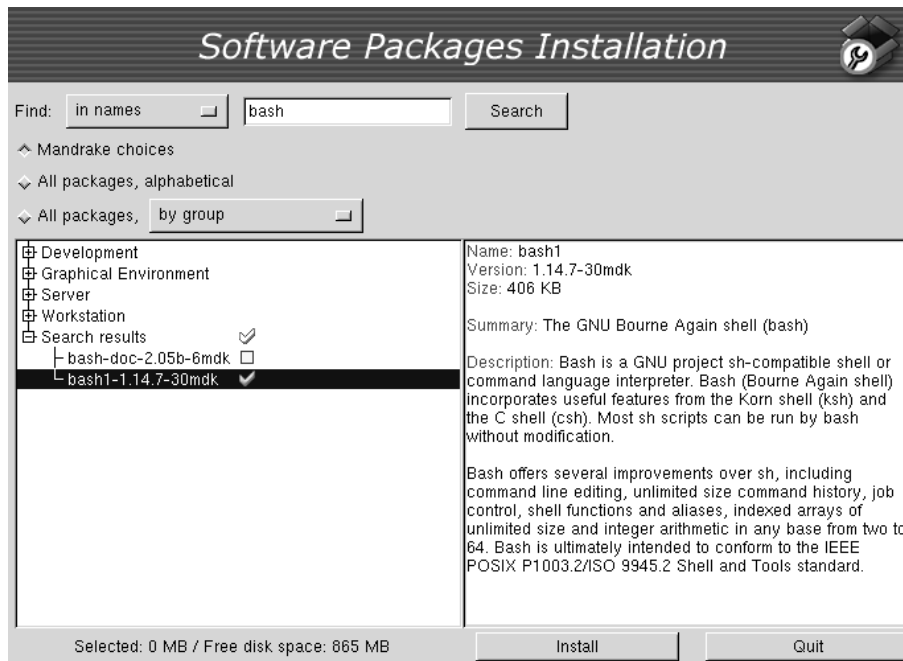 Software Packages Installation
Find: in names bash Search
Mandrake choices
All packages, alphabetical
All packages, by group
Development
Graphical Environment
Server
Workstation
Search results
bash-doc-2.05b-6mdk
bash1-1.14.7-30mdk
Name: bash1
Version: 1.14.7-30mdk
Size: 406 KB
Summary: The GNU Bourne Again shell (bash)
Description: Bash is a GNU project sh-compatible shell or
command language interpreter. Bash (Bourne Again shell)
incorporates useful features from the Korn shell (ksh) and
the C shell (csh). Most sh scripts can be run by bash
without modification.
Bash offers several improvements over sh, including
command line editing, unlimited size command history, job
control, shell functions and aliases, indexed arrays of
unlimited size and integer arithmetic in any base from two to
64. Bash is ultimately intended to conform to the IEEE
POSIX P1003.2/ISO 9945.2 Shell and Tools standard.
Selected: 0 MB / Free disk space: 865 MB Install Quit